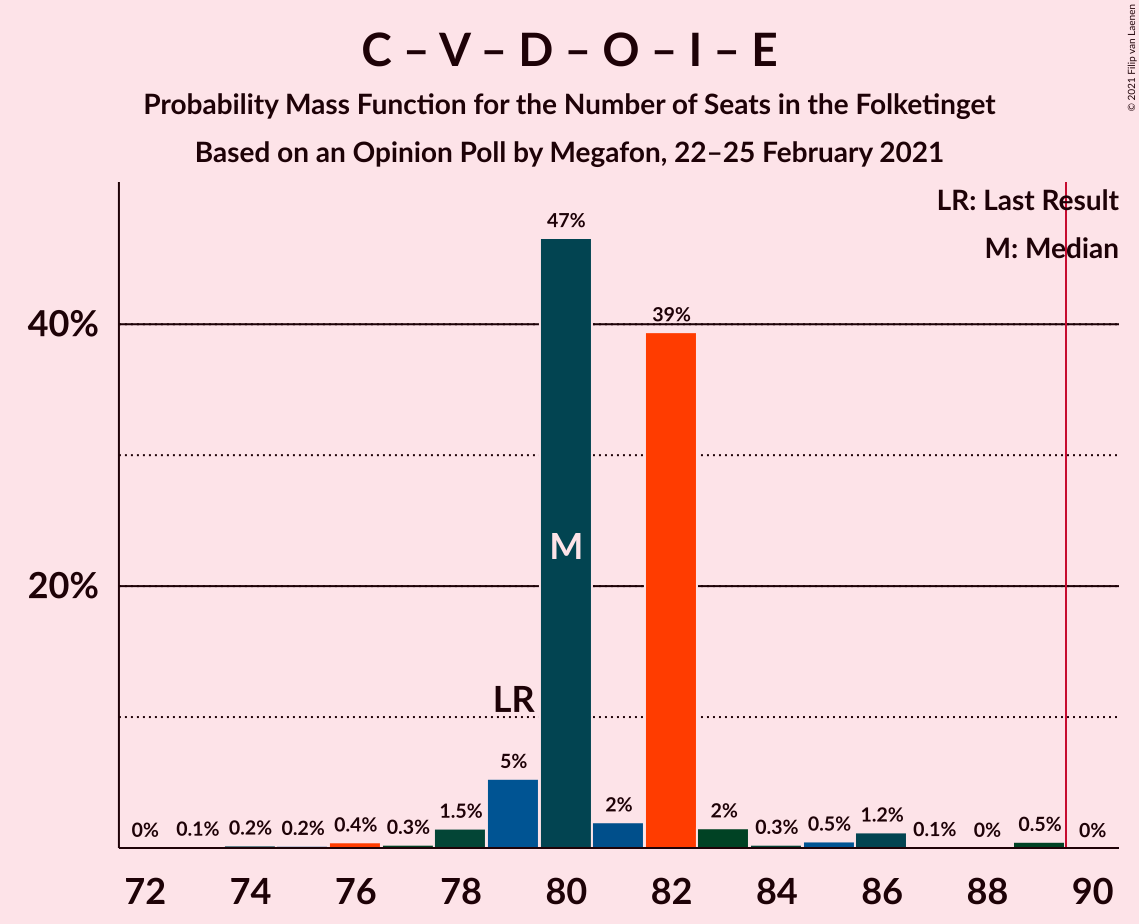 C – V – D – O – I – E
Probability Mass Function for the Number of Seats in the Folketinget
Based on an Opinion Poll by Megafon, 22–25 February 2021
© 2021 Filip van Laenen
LR: Last Result
M: Median
40%
20%
LR
M
0% 0.1% 0.2% 0.2% 0.4% 0.3% 1.5% 5% 47% 2% 39% 2% 0.3% 0.5% 1.2% 0.1% 0% 0.5% 0%
72 74 76 78 80 82 84 86 88 90